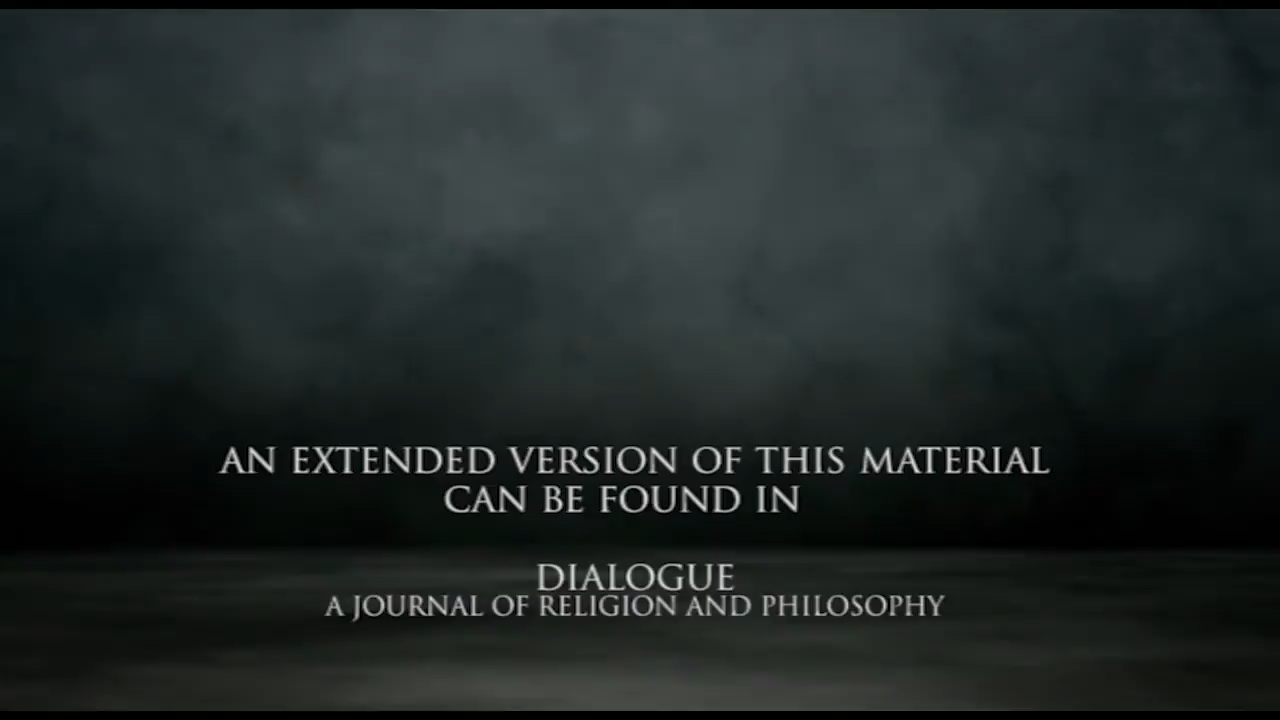 AN EXTENDED VERSION OF THIS MATERIAL
CAN BE FOUND IN
DIALOGUE
A JOURNAL OF RELIGION AND PHILOSOPHY